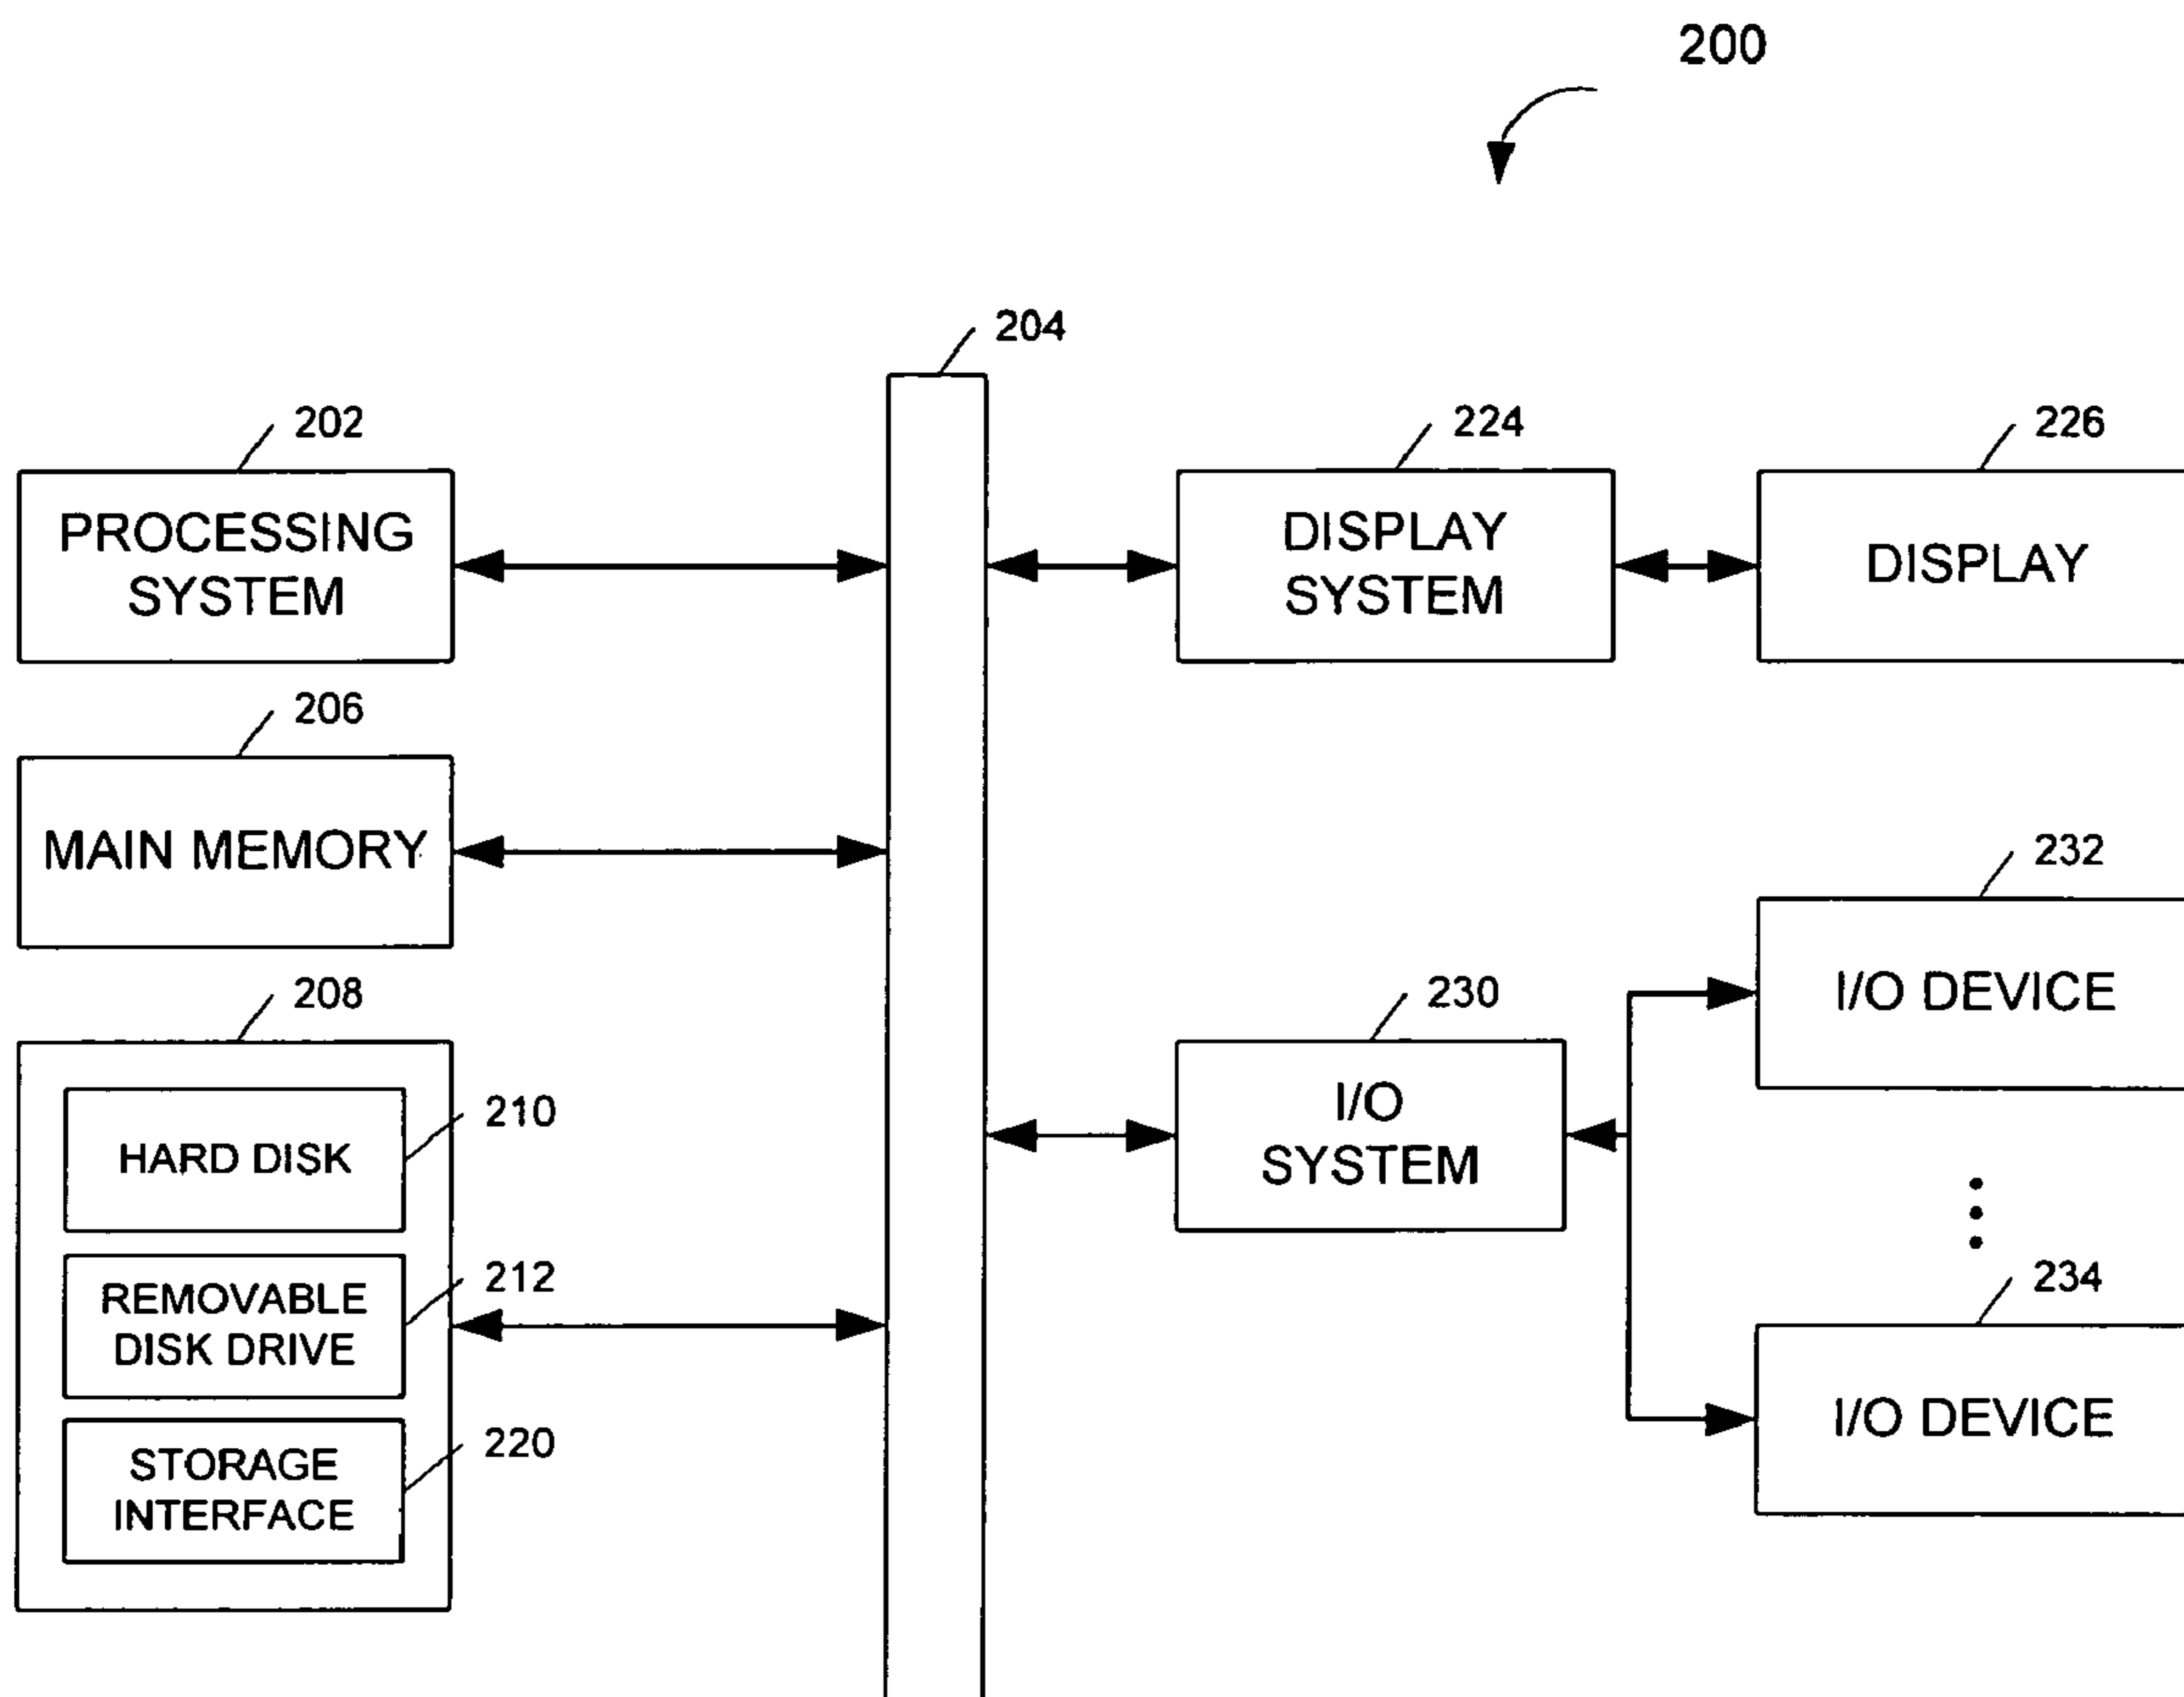 200
204
202
PROCESSING
SYSTEM
224
DISPLAY
SYSTEM
226
DISPLAY
206
MAIN MEMORY
232
I/O DEVICE
208
210
HARD DISK
212
REMOVABLE
DISK DRIVE
220
STORAGE
INTERFACE
230
I/O
SYSTEM
234
I/O DEVICE